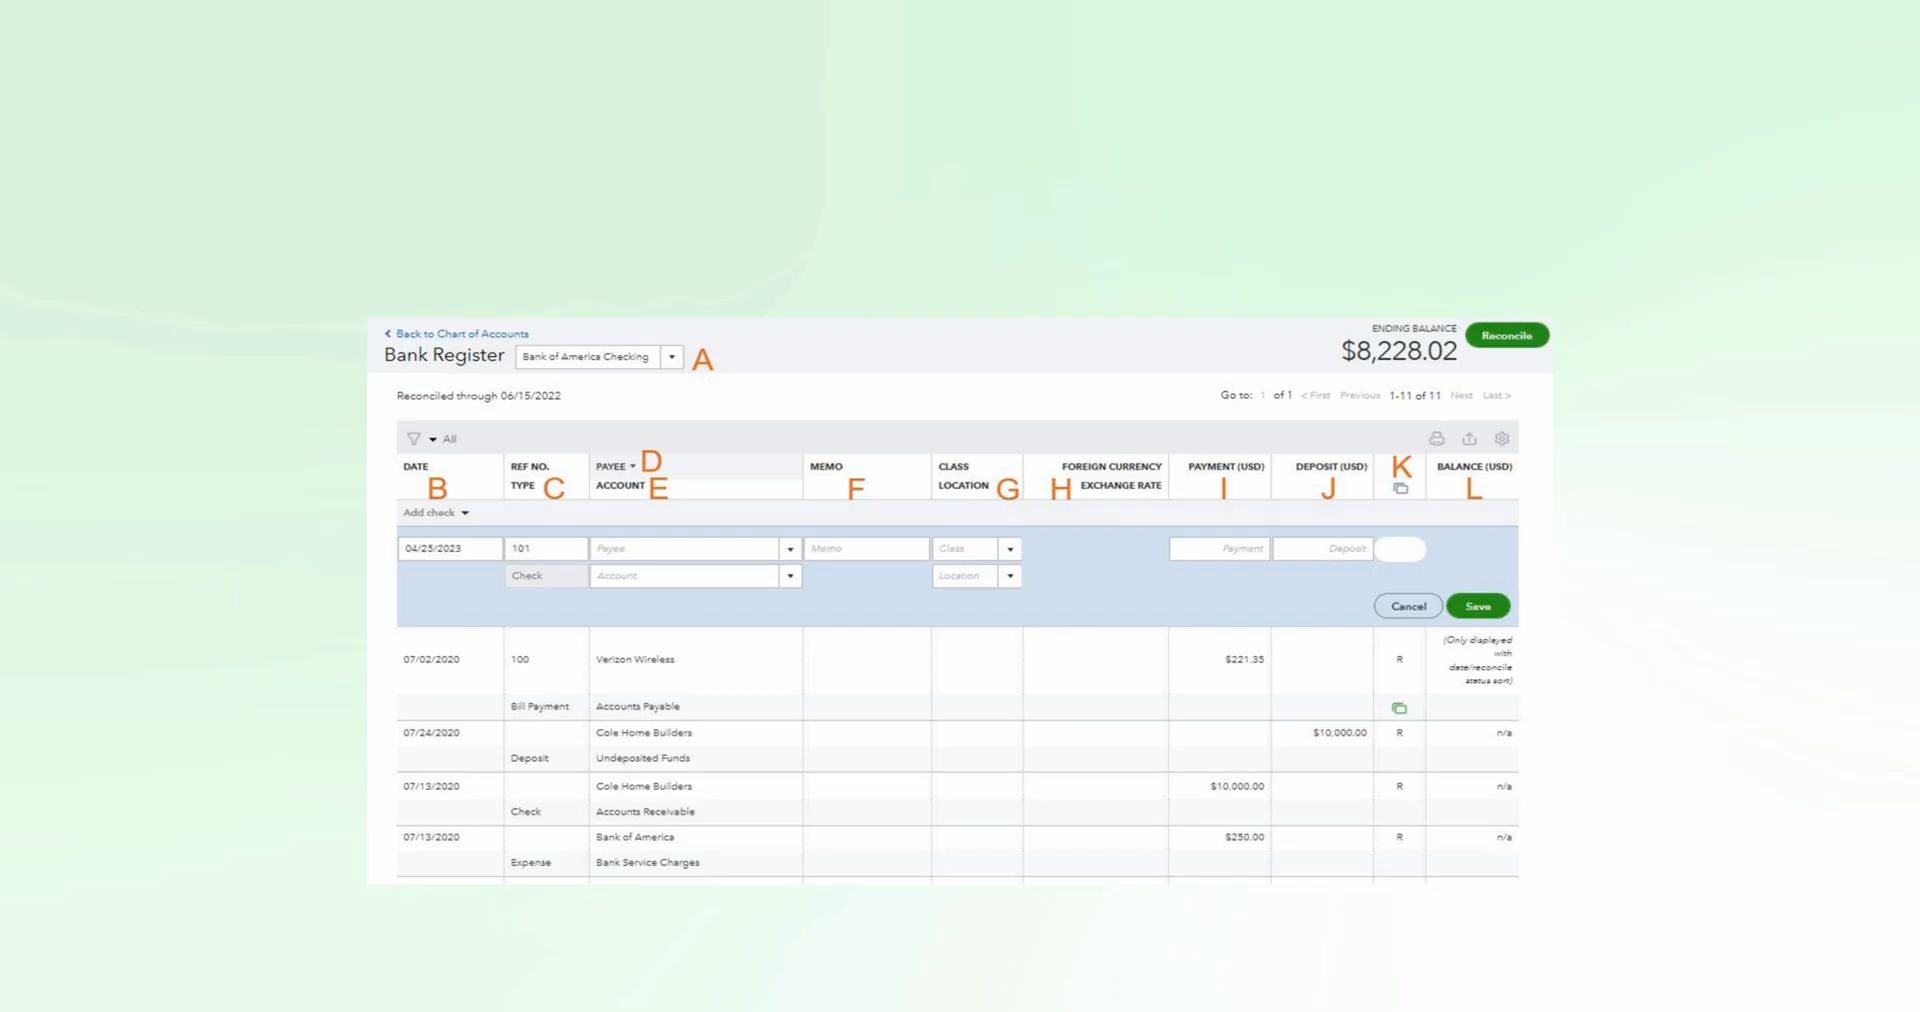 Back to Chart of Accounts
Bank Register Bank of America Checking A
ENDING BALANCE
$8,228.02
Reconcile
Reconciled through 06/15/2022
Go to: 1 of 1 < First Previous 1-11 of 11 Next Last >
All
DATE REF NO. PAYEE D MEMO CLASS FOREIGN CURRENCY PAYMENT (USD) DEPOSIT (USD) K BALANCE (USD)
B TYPE C ACCOUNT E F LOCATION G H EXCHANGE RATE I J L
Add check
04/25/2023 101 Payee Memo Class Payment Deposit
Check Account Location
Cancel Save
07/02/2020 100 Verizon Wireless $221.35 R (Only displayed
with
date/reconcile
status sort)
Bill Payment Accounts Payable
07/24/2020 Cole Home Builders $10,000.00 R n/a
Deposit Undeposited Funds
07/13/2020 Cole Home Builders $10,000.00 R n/a
Check Accounts Receivable
07/13/2020 Bank of America $250.00 R n/a
Expense Bank Service Charges